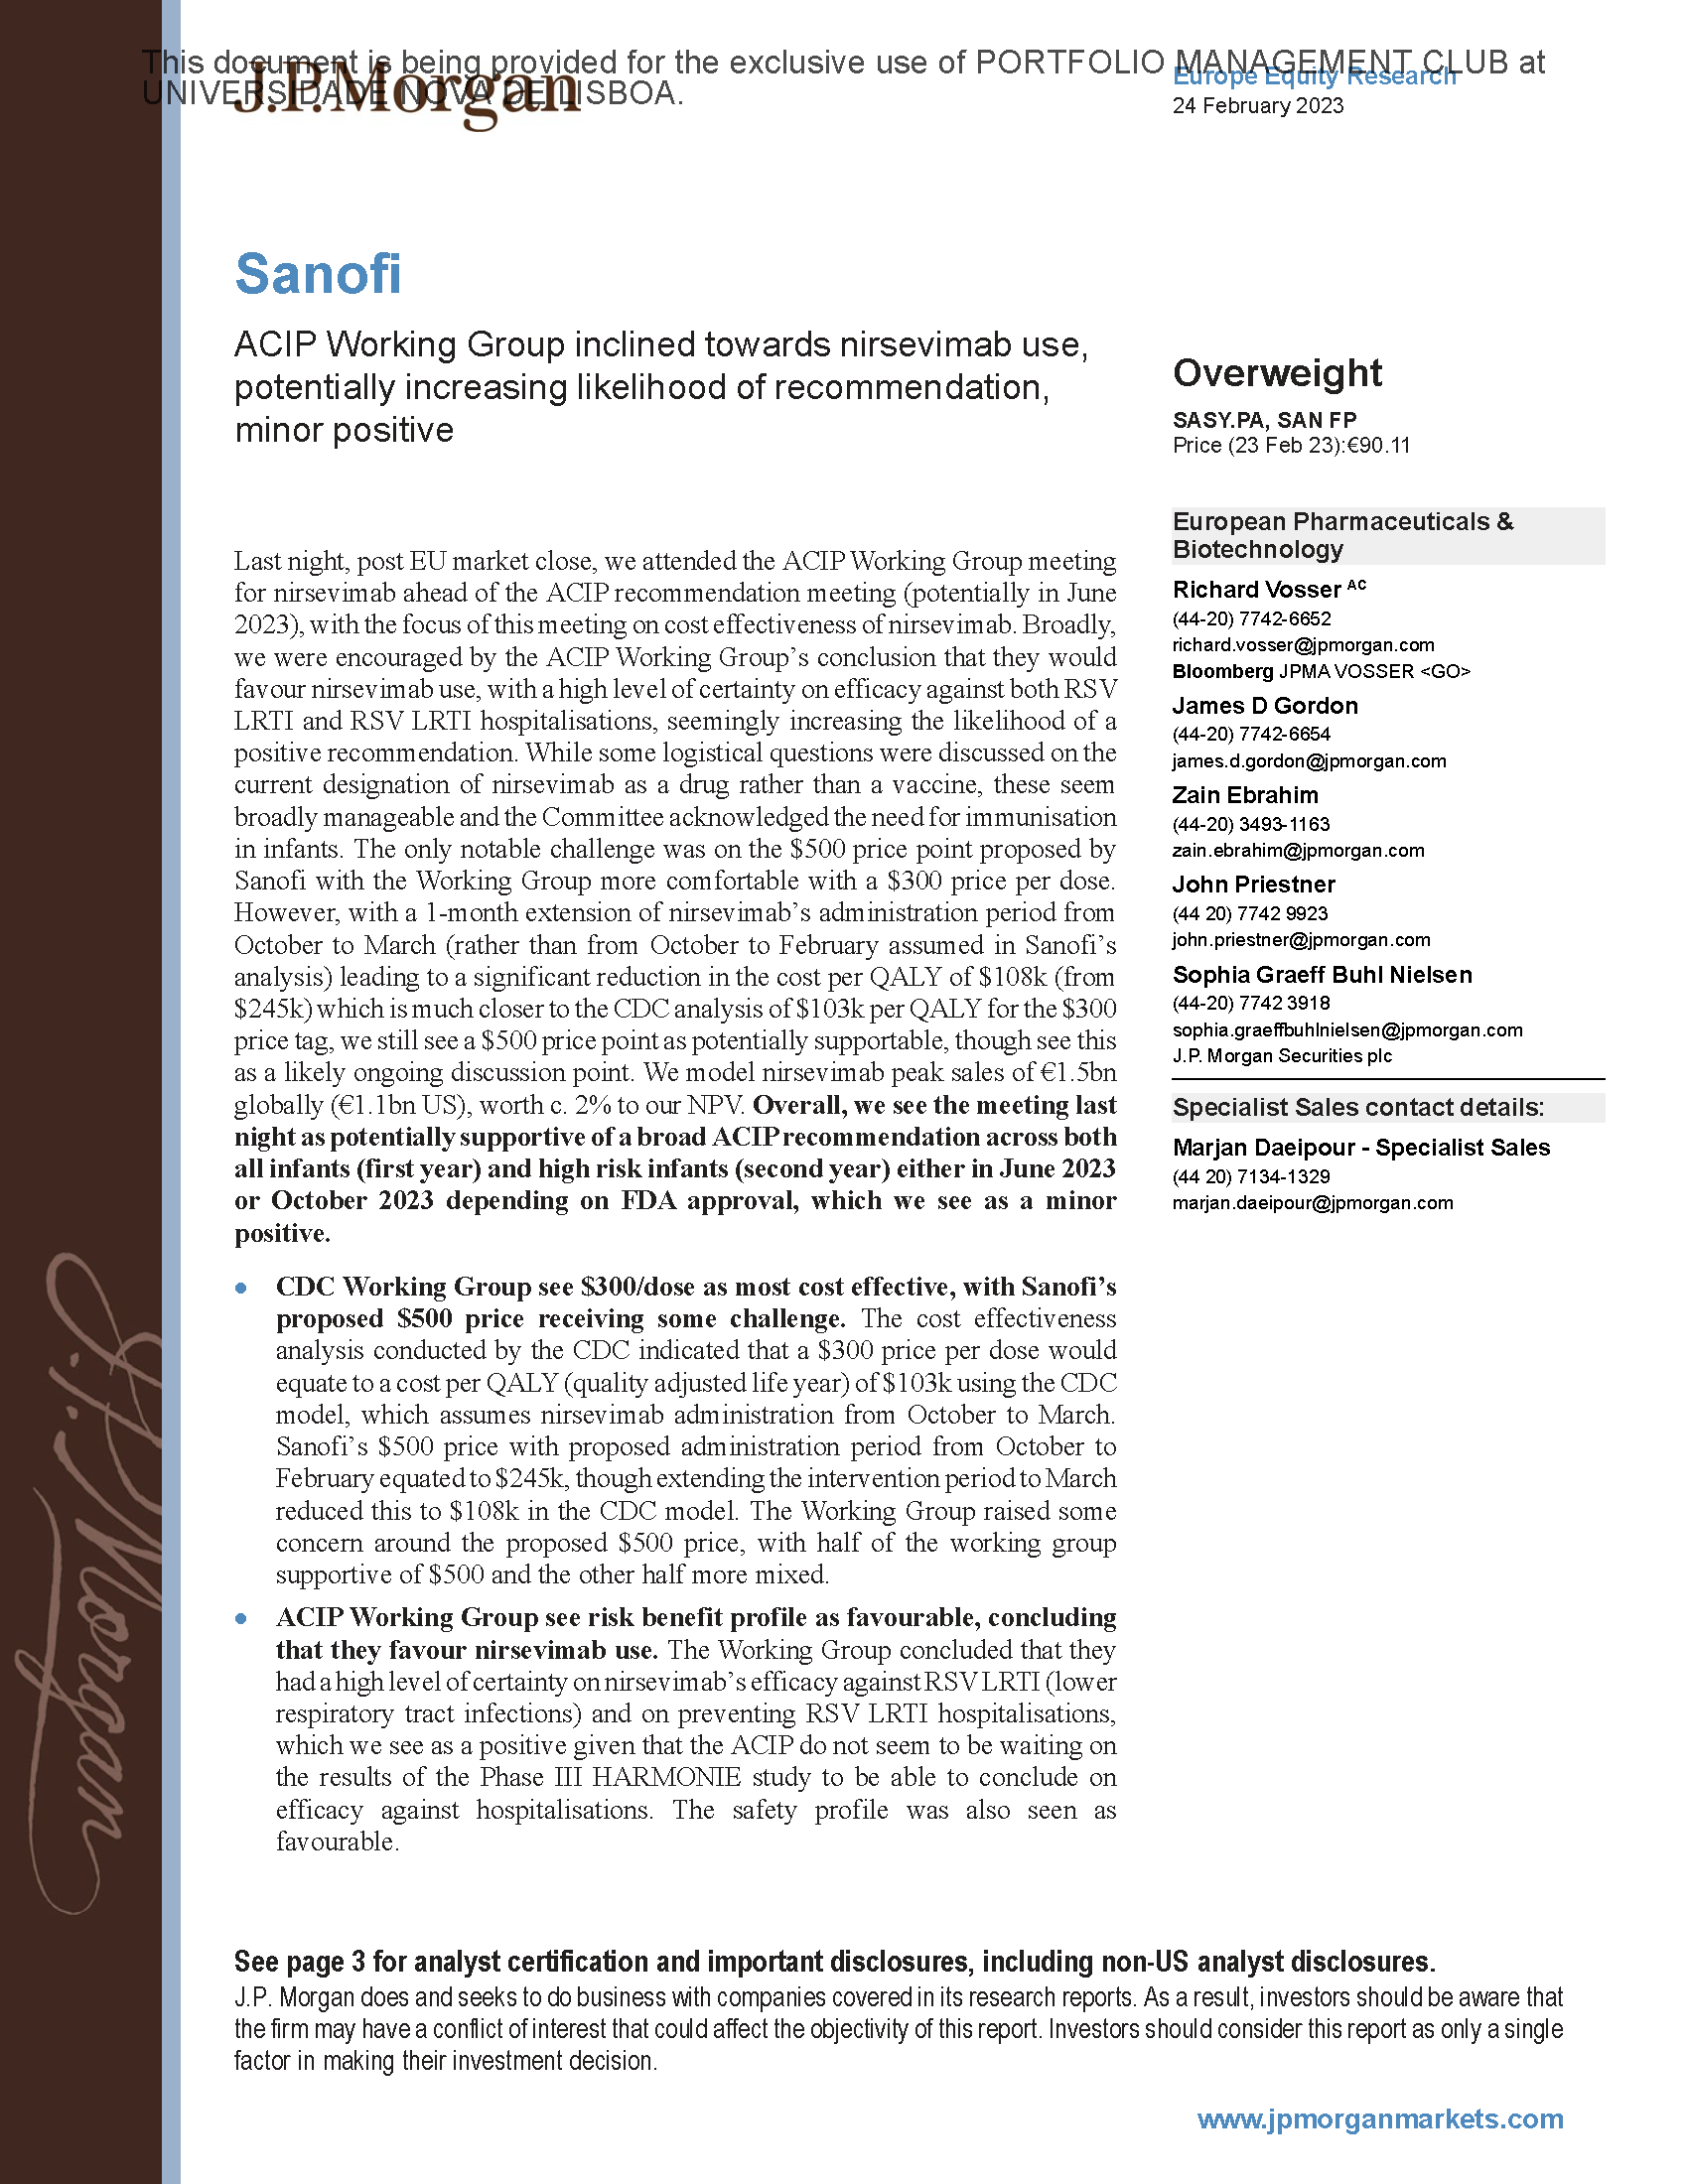 This document is being provided for the exclusive use of PORTFOLIO MANAGEMENT CLUB at
UNIVERSIDADE NOVA DE LISBOA.
J.P.Morgan
Europe Equity Research
24 February 2023
Sanofi
ACIP Working Group inclined towards nirsevimab use,
potentially increasing likelihood of recommendation,
minor positive
Last night, post EU market close, we attended the ACIP Working Group meeting
for nirsevimab ahead of the ACIP recommendation meeting (potentially in June
2023), with the focus of this meeting on cost effectiveness of nirsevimab. Broadly,
we were encouraged by the ACIP Working Group’s conclusion that they would
favour nirsevimab use, with a high level of certainty on efficacy against both RSV
LRTI and RSV LRTI hospitalisations, seemingly increasing the likelihood of a
positive recommendation. While some logistical questions were discussed on the
current designation of nirsevimab as a drug rather than a vaccine, these seem
broadly manageable and the Committee acknowledged the need for immunisation
in infants. The only notable challenge was on the $500 price point proposed by
Sanofi with the Working Group more comfortable with a $300 price per dose.
However, with a 1-month extension of nirsevimab’s administration period from
October to March (rather than from October to February assumed in Sanofi’s
analysis) leading to a significant reduction in the cost per QALY of $108k (from
$245k) which is much closer to the CDC analysis of $103k per QALY for the $300
price tag, we still see a $500 price point as potentially supportable, though see this
as a likely ongoing discussion point. We model nirsevimab peak sales of €1.5bn
globally (€1.1bn US), worth c. 2% to our NPV. Overall, we see the meeting last
night as potentially supportive of a broad ACIP recommendation across both
all infants (first year) and high risk infants (second year) either in June 2023
or October 2023 depending on FDA approval, which we see as a minor
positive.
• CDC Working Group see $300/dose as most cost effective, with Sanofi’s
proposed $500 price receiving some challenge. The cost effectiveness
analysis conducted by the CDC indicated that a $300 price per dose would
equate to a cost per QALY (quality adjusted life year) of $103k using the CDC
model, which assumes nirsevimab administration from October to March.
Sanofi’s $500 price with proposed administration period from October to
February equated to $245k, though extending the intervention period to March
reduced this to $108k in the CDC model. The Working Group raised some
concern around the proposed $500 price, with half of the working group
supportive of $500 and the other half more mixed.
• ACIP Working Group see risk benefit profile as favourable, concluding
that they favour nirsevimab use. The Working Group concluded that they
had a high level of certainty on nirsevimab’s efficacy against RSV LRTI (lower
respiratory tract infections) and on preventing RSV LRTI hospitalisations,
which we see as a positive given that the ACIP do not seem to be waiting on
the results of the Phase III HARMONIE study to be able to conclude on
efficacy against hospitalisations. The safety profile was also seen as
favourable.
Overweight
SASY.PA, SAN FP
Price (23 Feb 23):€90.11
European Pharmaceuticals &
Biotechnology
Richard Vosser AC
(44-20) 7742-6652
richard.vosser@jpmorgan.com
Bloomberg JPMA VOSSER <GO>
James D Gordon
(44-20) 7742-6654
james.d.gordon@jpmorgan.com
Zain Ebrahim
(44-20) 3493-1163
zain.ebrahim@jpmorgan.com
John Priestner
(44 20) 7742 9923
john.priestner@jpmorgan.com
Sophia Graeff Buhl Nielsen
(44-20) 7742 3918
sophia.graeffbuhlnielsen@jpmorgan.com
J.P. Morgan Securities plc
Specialist Sales contact details:
Marjan Daeipour - Specialist Sales
(44 20) 7134-1329
marjan.daeipour@jpmorgan.com
J.P. Morgan
See page 3 for analyst certification and important disclosures, including non-US analyst disclosures.
J.P. Morgan does and seeks to do business with companies covered in its research reports. As a result, investors should be aware that
the firm may have a conflict of interest that could affect the objectivity of this report. Investors should consider this report as only a single
factor in making their investment decision.
www.jpmorganmarkets.com